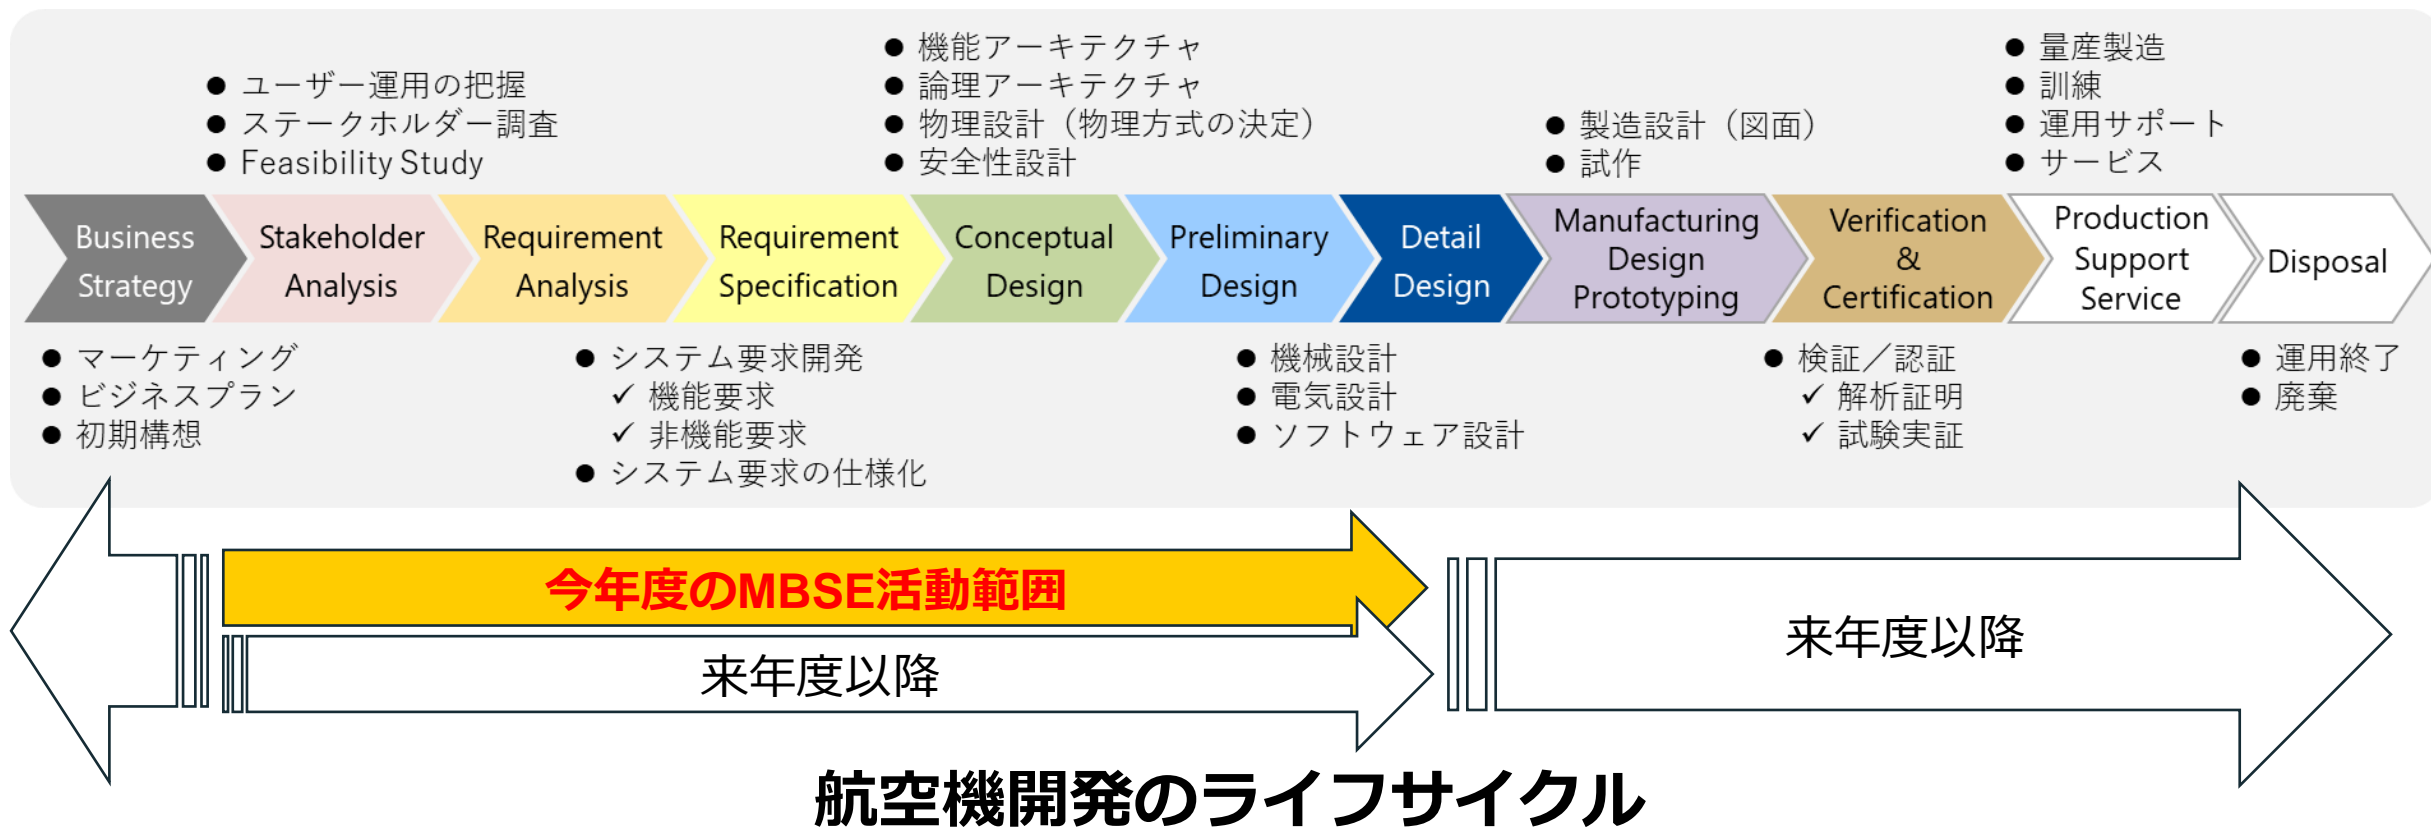 ● ユーザー運用の把握
● ステークホルダー調査
● Feasibility Study
● 機能アーキテクチャ
● 論理アーキテクチャ
● 物理設計（物理方式の決定）
● 安全性設計
● 製造設計（図面）
● 試作
● 量産製造
● 訓練
● 運用サポート
● サービス
Business
Strategy
Stakeholder
Analysis
Requirement
Analysis
Requirement
Specification
Conceptual
Design
Preliminary
Design
Detail
Design
Manufacturing
Design
Prototyping
Verification
&
Certification
Production
Support
Service
Disposal
● マーケティング
● ビジネスプラン
● 初期構想
● システム要求開発
✓ 機能要求
✓ 非機能要求
● システム要求の仕様化
● 機械設計
● 電気設計
● ソフトウェア設計
● 検証／認証
✓ 解析証明
✓ 試験実証
● 運用終了
● 廃棄
今年度のMBSE活動範囲
来年度以降
来年度以降
航空機開発のライフサイクル